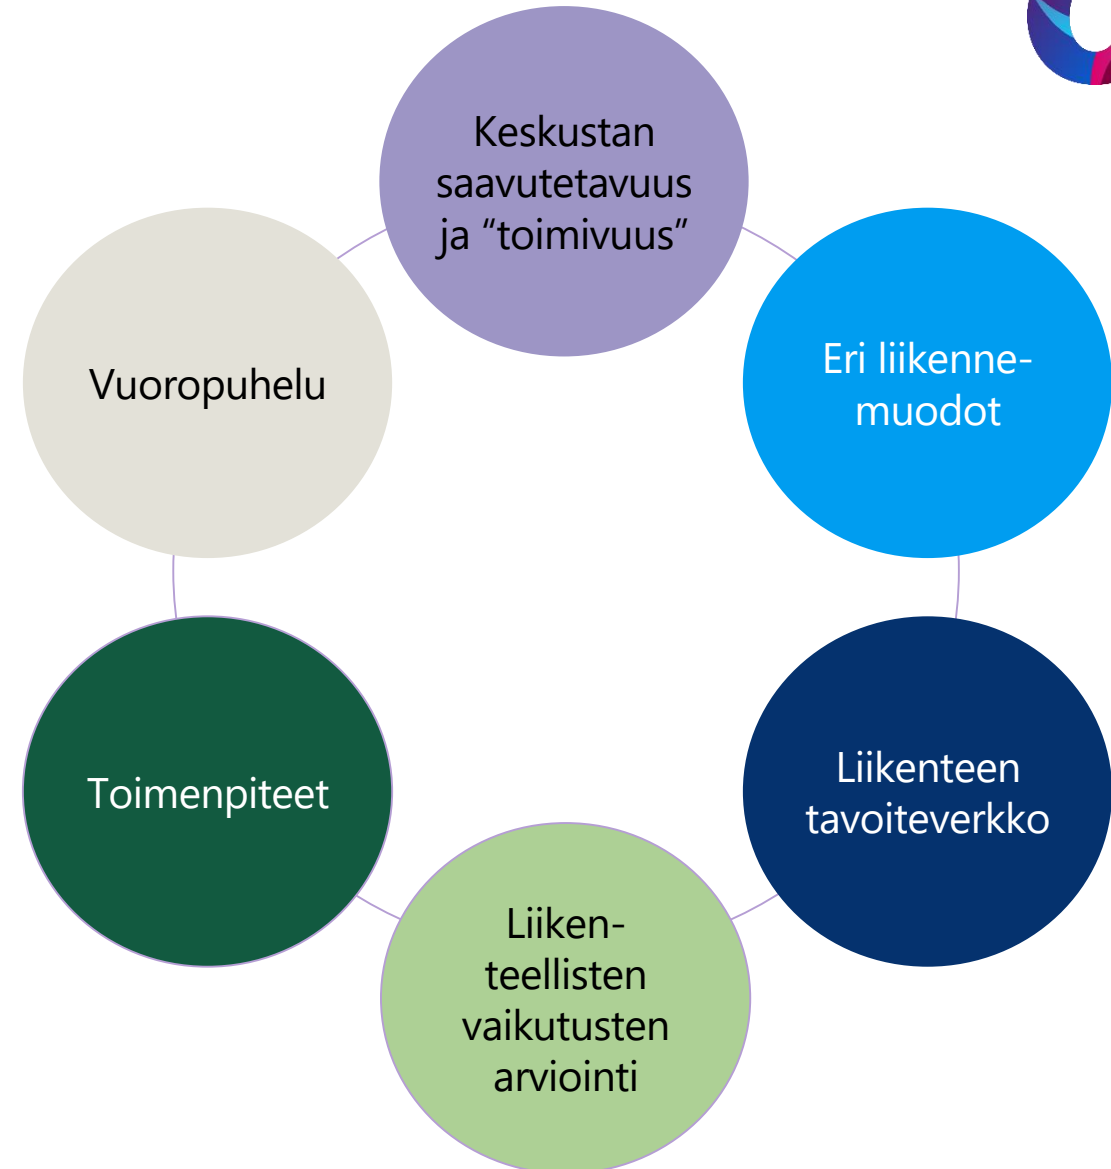 Keskustan
saavutetavuus
ja “toimivuus”
Eri liikenne-
muodot
Liikenteen
tavoiteverkko
Liiken-
teellisten
vaikutusten
arviointi
Toimenpiteet
Vuoropuhelu